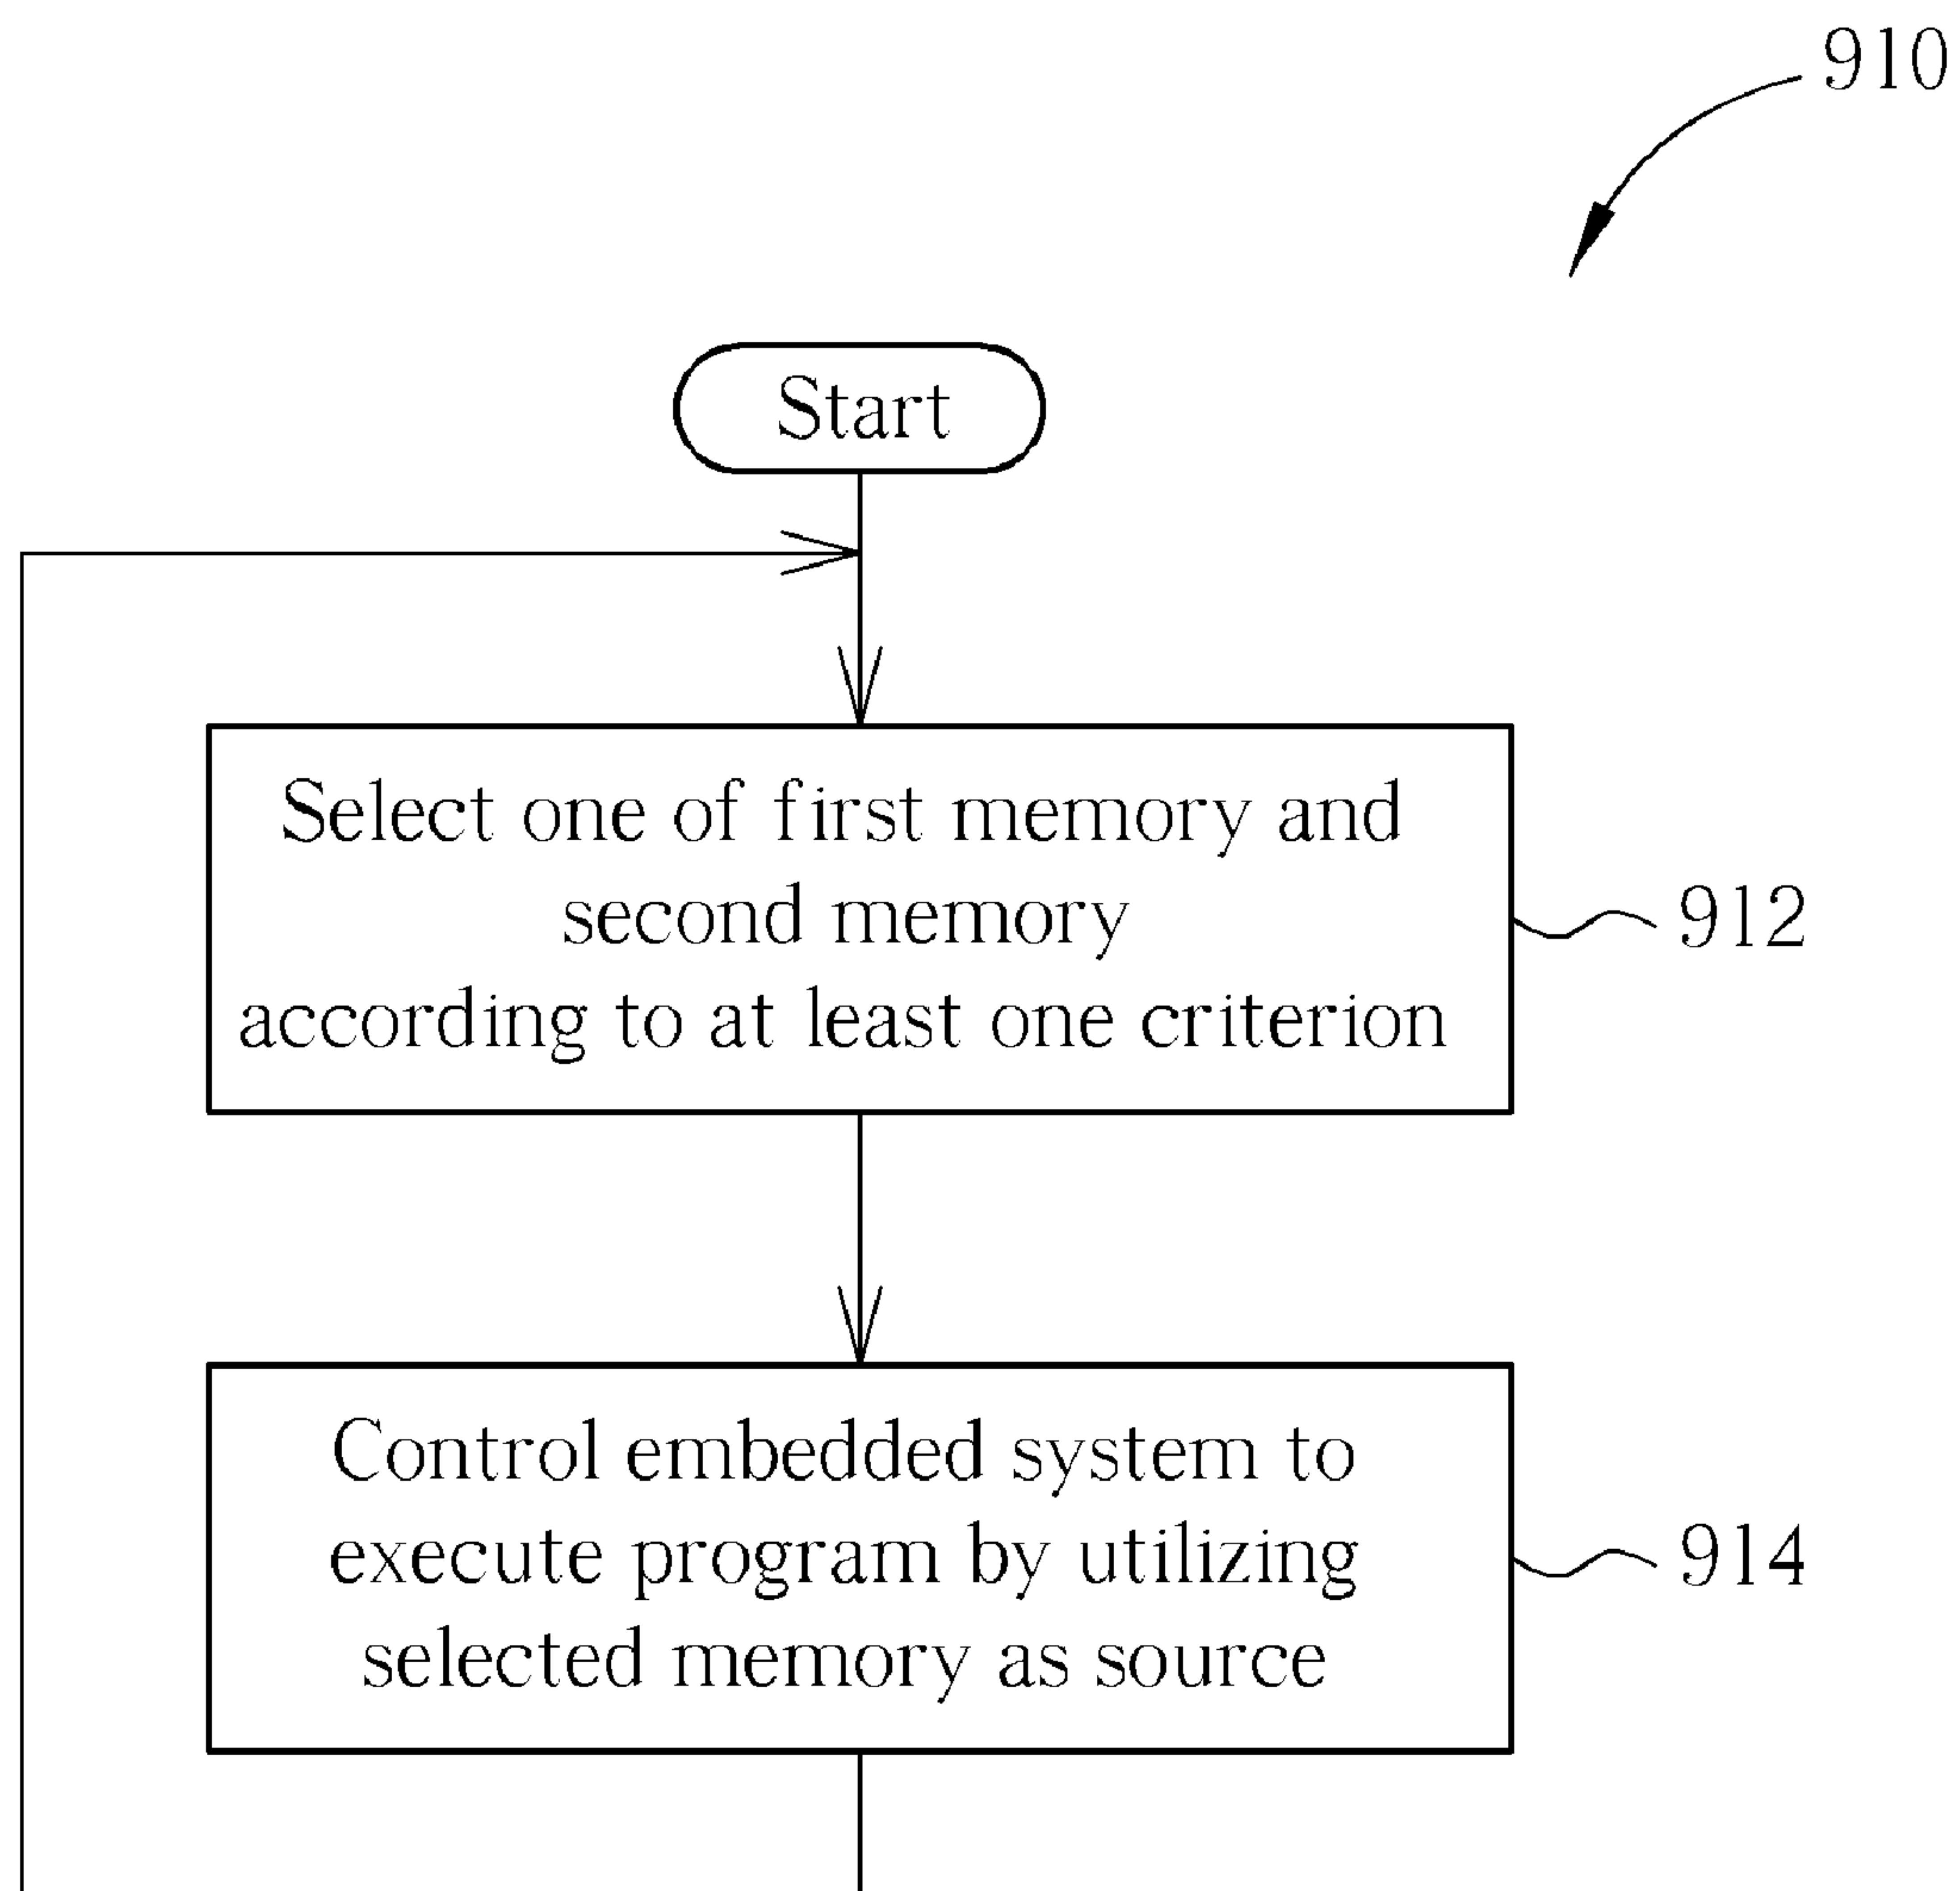 910
Start
Select one of first memory and
second memory
according to at least one criterion
912
Control embedded system to
execute program by utilizing
selected memory as source
914